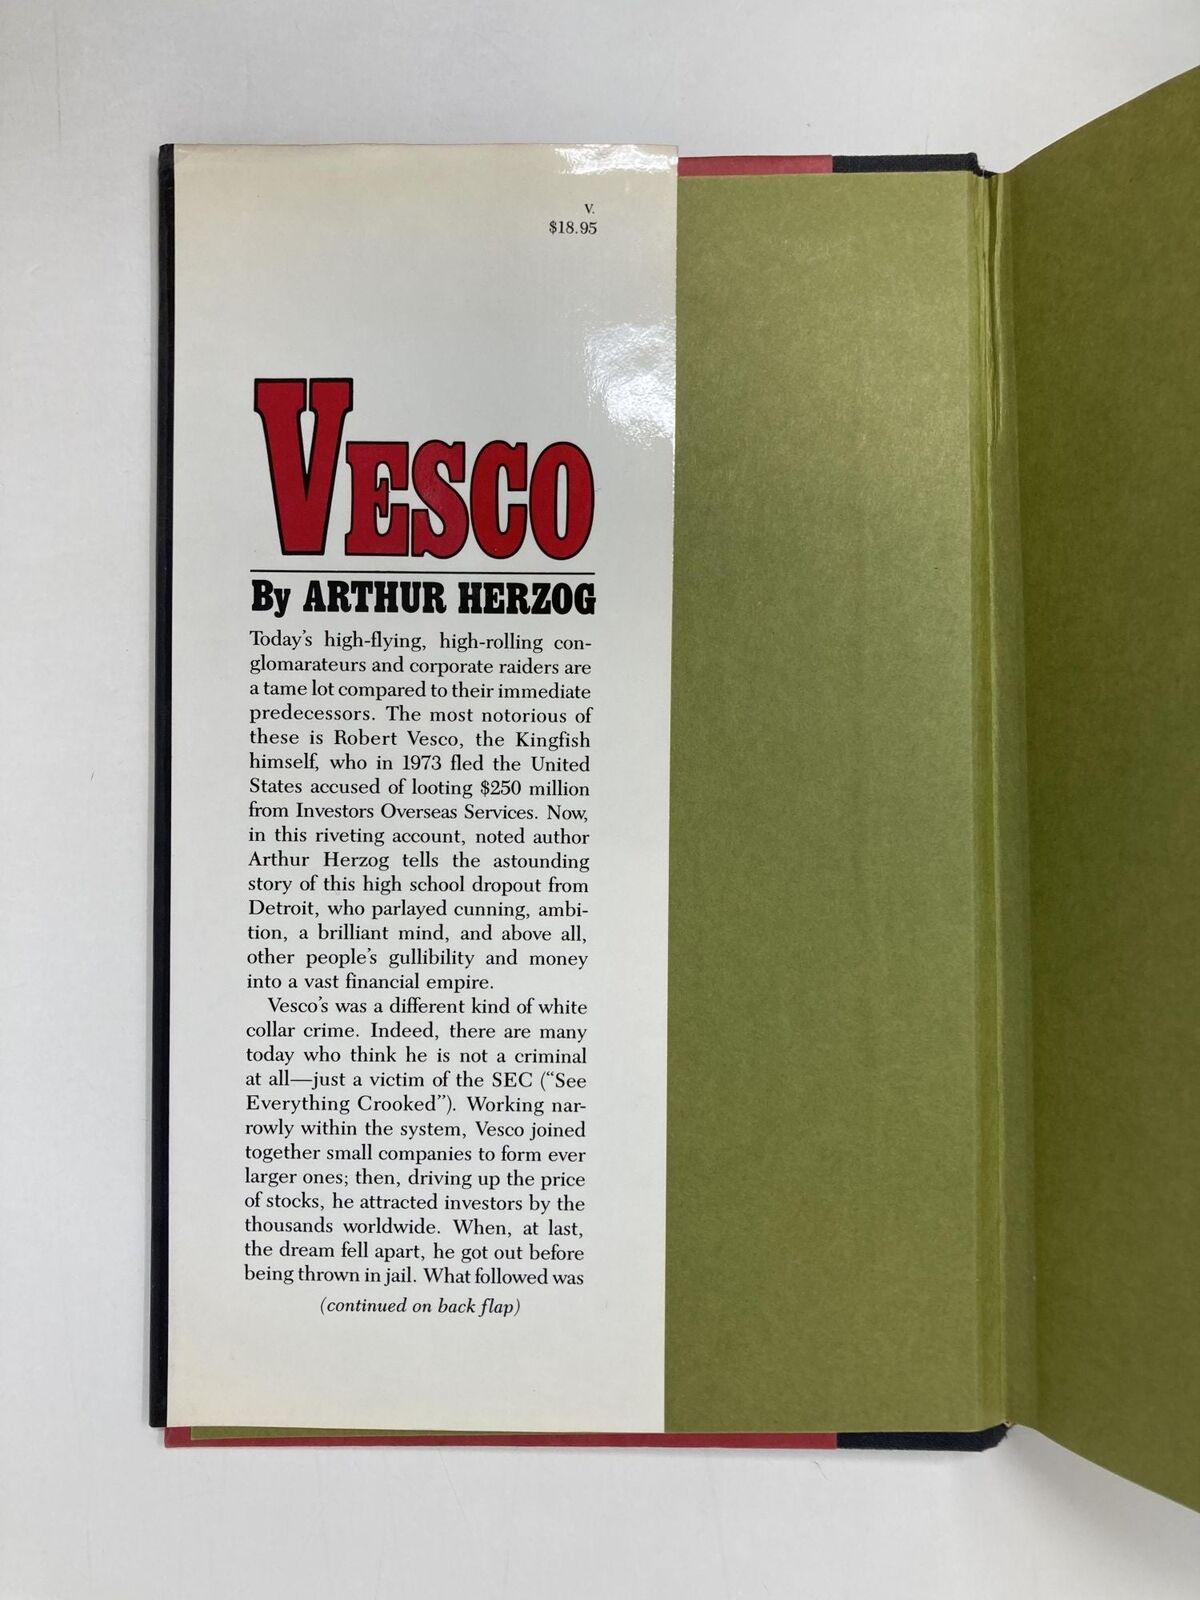 V.
$18.95
VESCO
By ARTHUR HERZOG
Today's high-flying, high-rolling con-
glomarateurs and corporate raiders are
a tame lot compared to their immediate
predecessors. The most notorious of
these is Robert Vesco, the Kingfish
himself, who in 1973 fled the United
States accused of looting $250 million
from Investors Overseas Services. Now,
in this riveting account, noted author
Arthur Herzog tells the astounding
story of this high school dropout from
Detroit, who parlayed cunning, ambi-
tion, a brilliant mind, and above all,
other people's gullibility and money
into a vast financial empire.
Vesco's was a different kind of white
collar crime. Indeed, there are many
today who think he is not a criminal
at all—just a victim of the SEC (“See
Everything Crooked”). Working nar-
rowly within the system, Vesco joined
together small companies to form ever
larger ones; then, driving up the price
of stocks, he attracted investors by the
thousands worldwide. When, at last,
the dream fell apart, he got out before
being thrown in jail. What followed was
(continued on back flap)